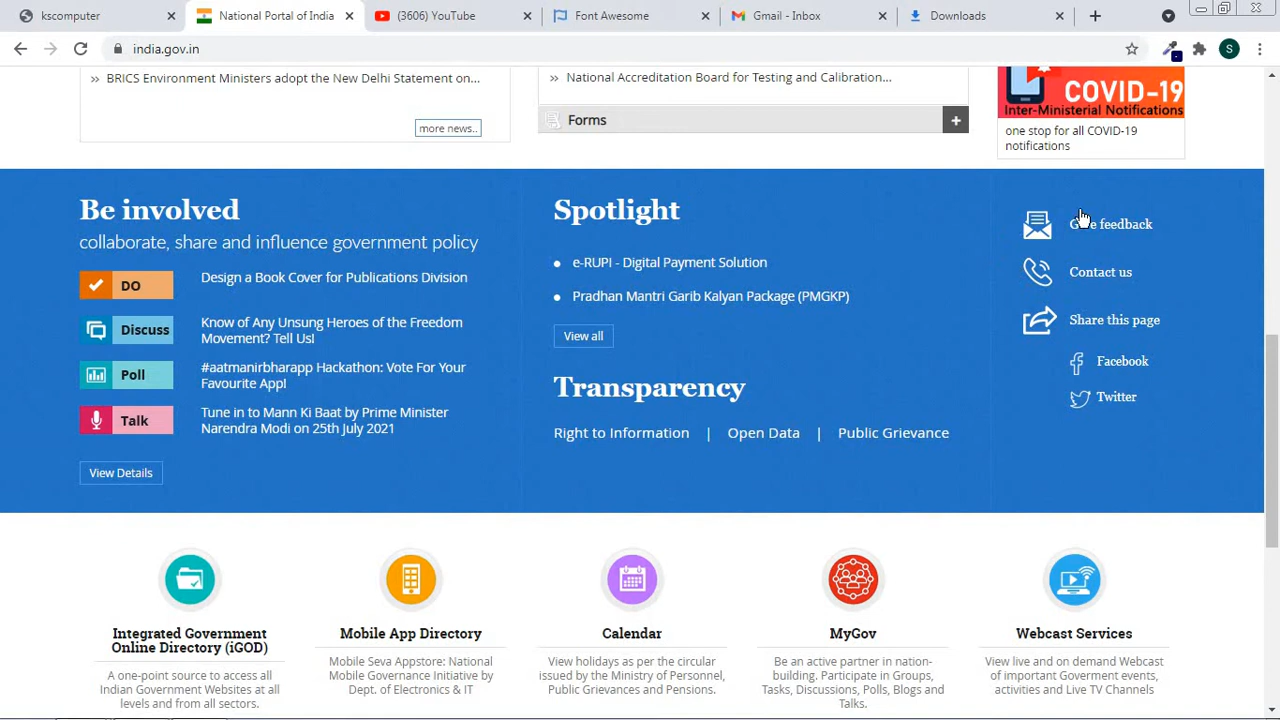 kscomputer
National Portal of India
(3606) YouTube
Font Awesome
Gmail - Inbox
Downloads
india.gov.in
S
BRICS Environment Ministers adopt the New Delhi Statement on...
more news..
National Accreditation Board for Testing and Calibration...
Forms
COVID-19
Inter-Ministerial Notifications
one stop for all COVID-19
notifications
Be involved
collaborate, share and influence government policy
DO
Design a Book Cover for Publications Division
Discuss
Know of Any Unsung Heroes of the Freedom
Movement? Tell Us!
Poll
#aatmanirbharapp Hackathon: Vote For Your
Favourite App!
Talk
Tune in to Mann Ki Baat by Prime Minister
Narendra Modi on 25th July 2021
View Details
Spotlight
e-RUPI - Digital Payment Solution
Pradhan Mantri Garib Kalyan Package (PMGKP)
View all
Transparency
Right to Information | Open Data | Public Grievance
Give feedback
Contact us
Share this page
Facebook
Twitter
Integrated Government
Online Directory (iGOD)
A one-point source to access all
Indian Government Websites at all
levels and from all sectors.
Mobile App Directory
Mobile Seva Appstore: National
Mobile Governance Initiative by
Dept. of Electronics & IT
Calendar
View holidays as per the circular
issued by the Ministry of Personnel,
Public Grievances and Pensions.
MyGov
Be an active partner in nation-
building. Participate in Groups,
Tasks, Discussions, Polls, Blogs and
Talks.
Webcast Services
View live and on demand Webcast
of important Goverment events,
activities and Live TV Channels